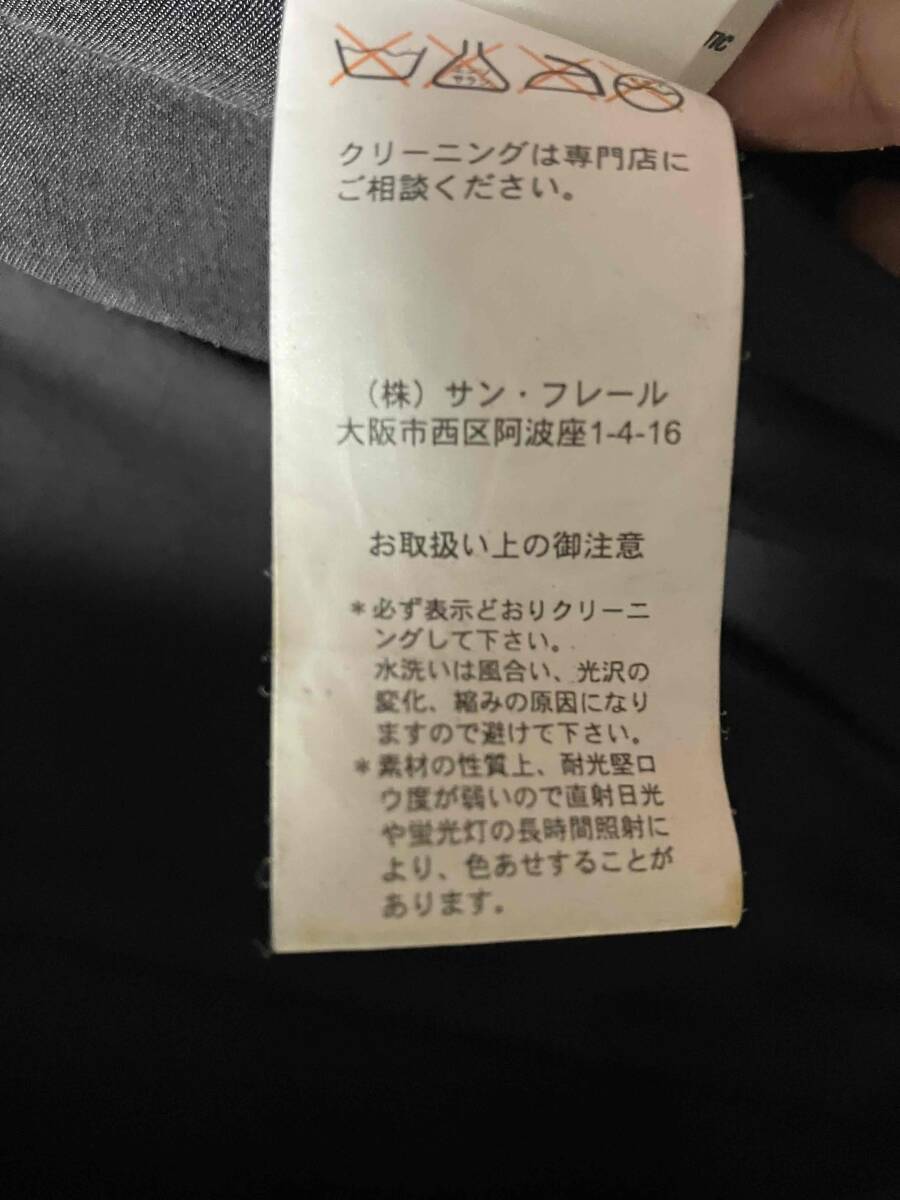 TIC
エンソ
サラシ
クリーニングは専門店に
ご相談ください。
（株）サン・フレール
大阪市西区阿波座1-4-16
お取扱い上の御注意
＊必ず表示どおりクリーニ
ングして下さい。
水洗いは風合い、光沢の
変化、縮みの原因になり
ますので避けて下さい。
＊素材の性質上、耐光堅ロ
ウ度が弱いので直射日光
や蛍光灯の長時間照射に
より、色あせすることが
あります。